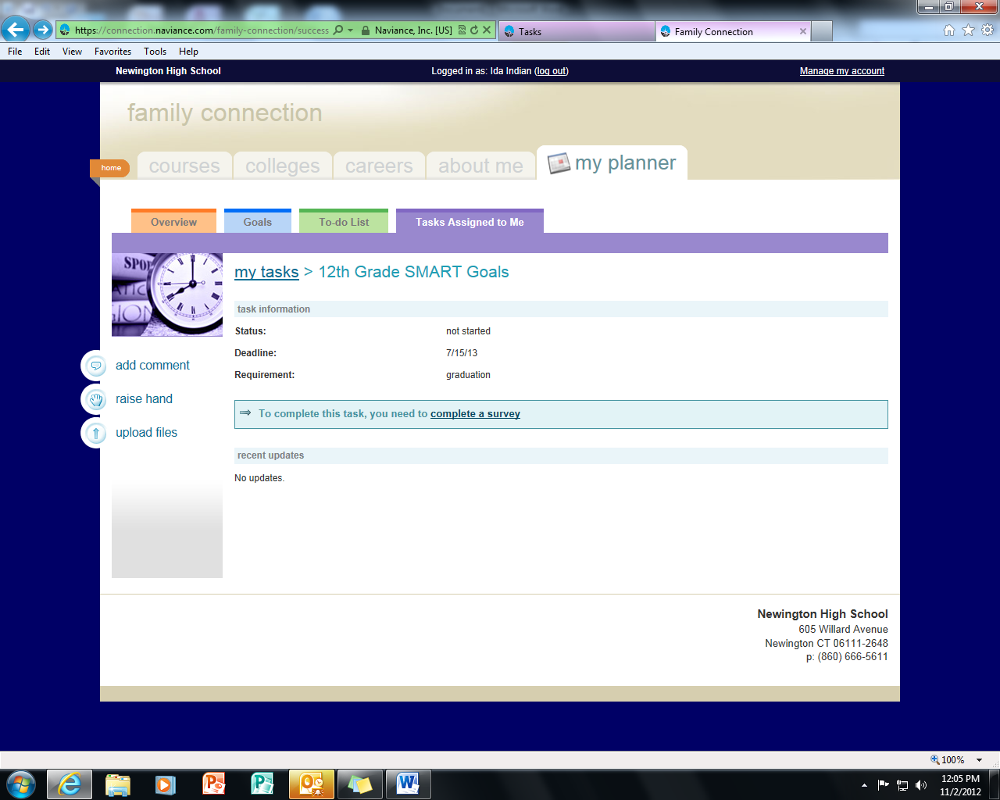 https://connection.naviance.com/family-connection/success
Naviance, Inc. [US]
Tasks
Family Connection
File Edit View Favorites Tools Help
Newington High School
Logged in as: Ida Indian (log out)
Manage my account
family connection
home
courses
colleges
careers
about me
my planner
Overview
Goals
To-do List
Tasks Assigned to Me
my tasks > 12th Grade SMART Goals
task information
Status: not started
Deadline: 7/15/13
Requirement: graduation
add comment
raise hand
upload files
To complete this task, you need to complete a survey
recent updates
No updates.
Newington High School
605 Willard Avenue
Newington CT 06111-2648
p: (860) 666-5611
100%
12:05 PM
11/2/2012